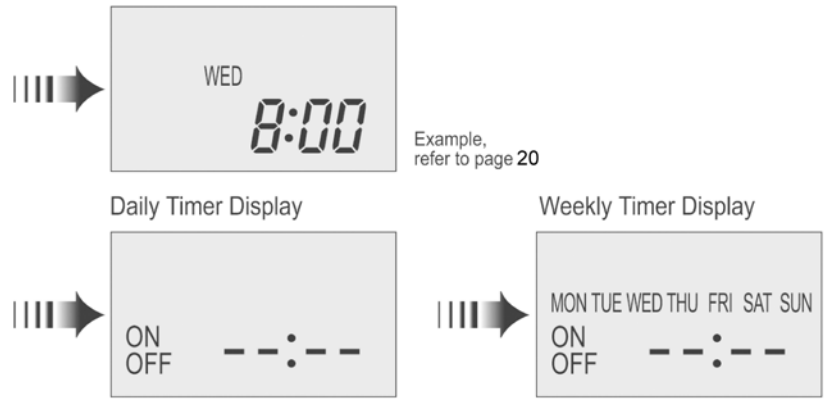 WED
8:00
Example,
refer to page 20
Daily Timer Display
Weekly Timer Display
ON
OFF
--:--
MON TUE WED THU FRI SAT SUN
ON
OFF
--:--